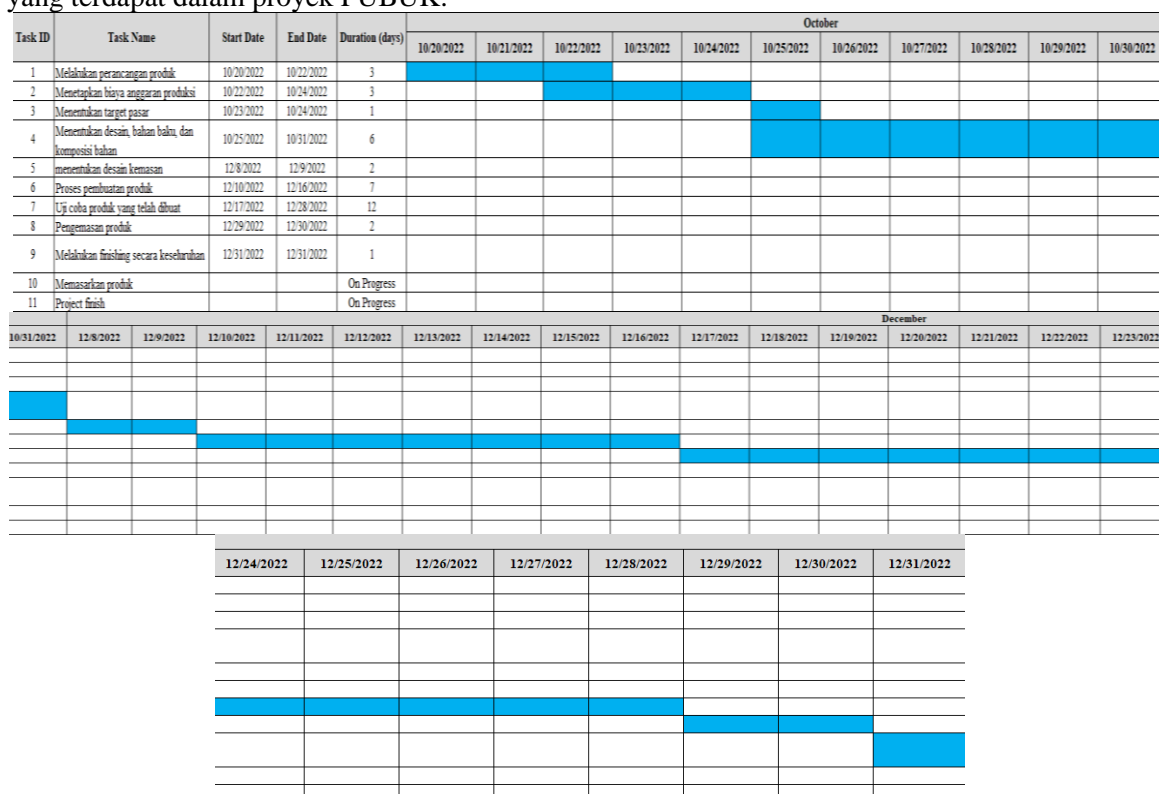 yang terdapat dalam proyek PUBUK.
Task ID Task Name Start Date End Date Duration (days) October
10/20/2022 10/21/2022 10/22/2022 10/23/2022 10/24/2022 10/25/2022 10/26/2022 10/27/2022 10/28/2022 10/29/2022 10/30/2022
1 Melakukan perancangan produk 10/20/2022 10/22/2022 3
2 Menetapkan biaya anggaran produksi 10/22/2022 10/24/2022 3
3 Menentukan target pasar 10/23/2022 10/24/2022 1
4 Menentukan desain, bahan baku, dan
komposisi bahan 10/25/2022 10/31/2022 6
5 menentukan desain kemasan 12/8/2022 12/9/2022 2
6 Proses pembuatan produk 12/10/2022 12/16/2022 7
7 Uji coba produk yang telah dibuat 12/17/2022 12/28/2022 12
8 Pengemasan produk 12/29/2022 12/30/2022 2
9 Melakukan finishing secara keseluruhan 12/31/2022 12/31/2022 1
10 Memasarkan produk On Progress
11 Project finish On Progress
December
10/31/2022 12/8/2022 12/9/2022 12/10/2022 12/11/2022 12/12/2022 12/13/2022 12/14/2022 12/15/2022 12/16/2022 12/17/2022 12/18/2022 12/19/2022 12/20/2022 12/21/2022 12/22/2022 12/23/2022
12/24/2022 12/25/2022 12/26/2022 12/27/2022 12/28/2022 12/29/2022 12/30/2022 12/31/2022